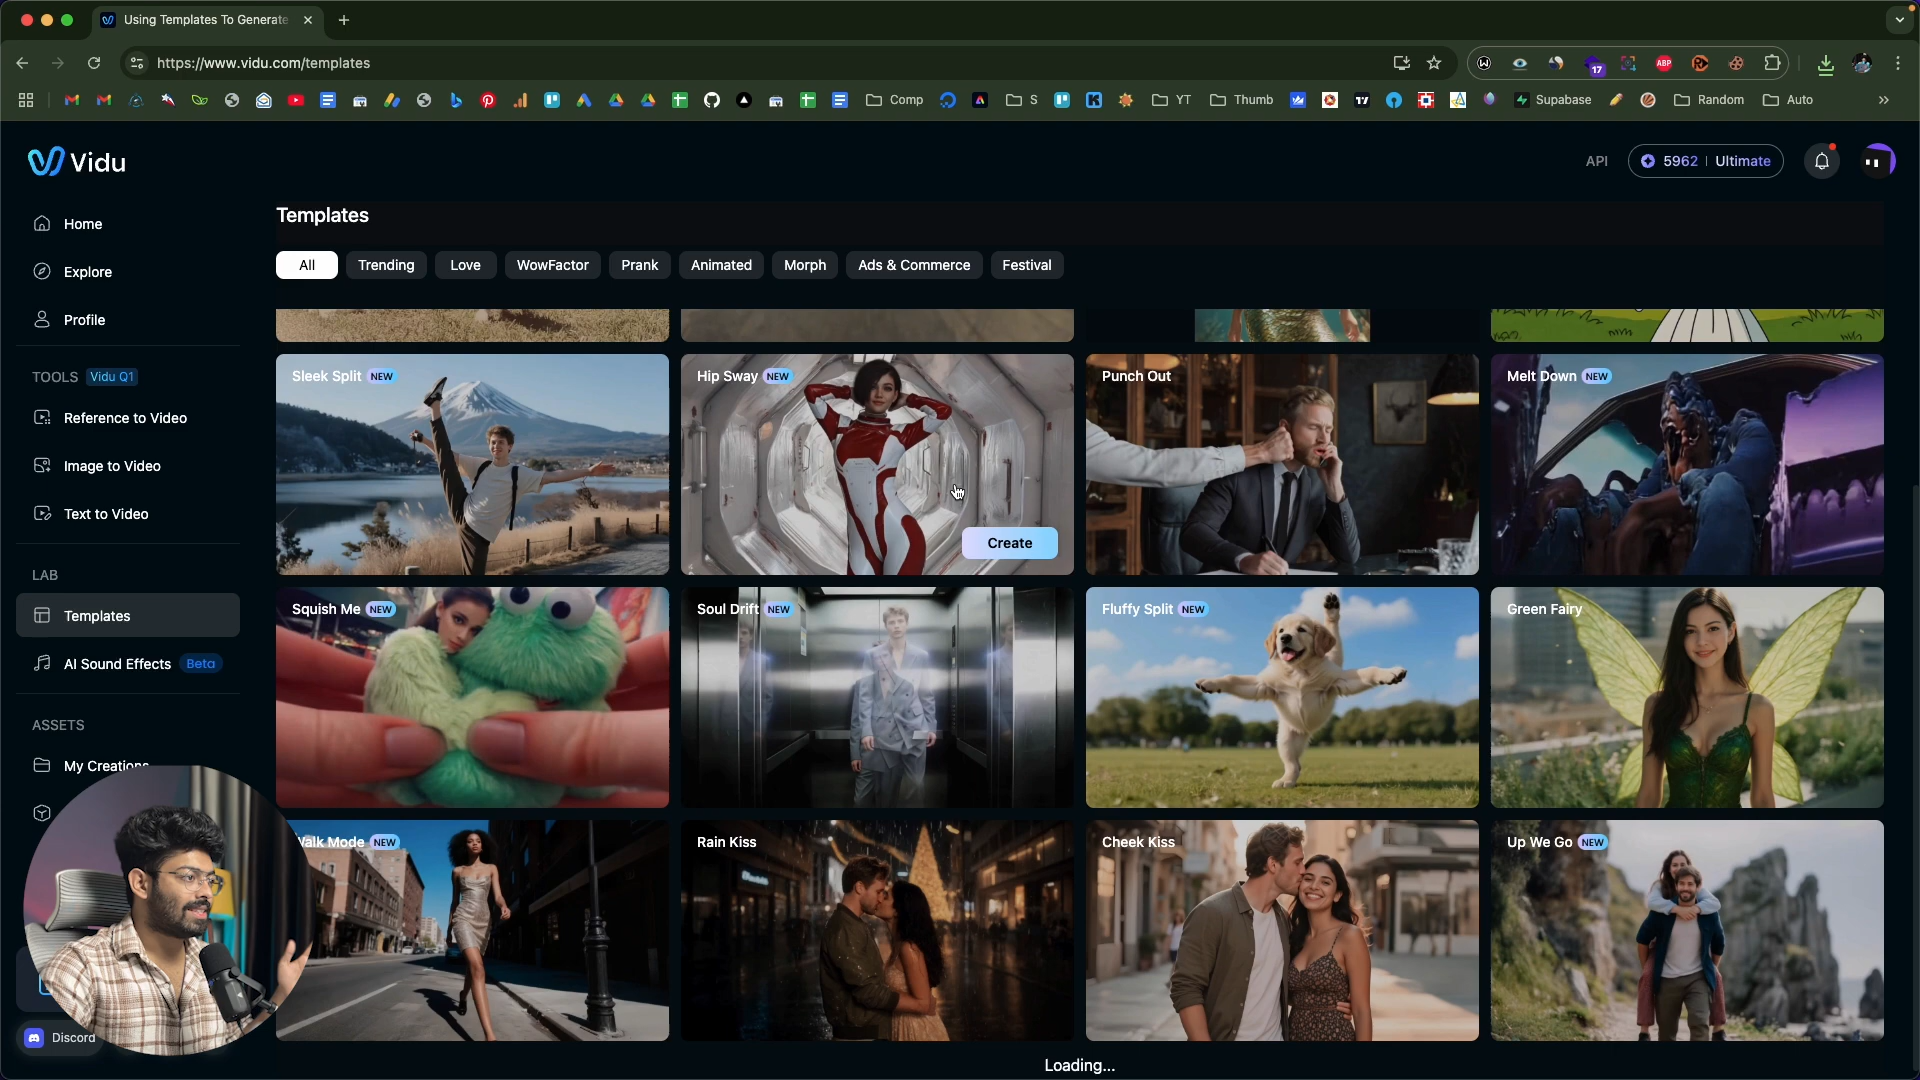 Using Templates To Generate
https://www.vidu.com/templates
17
ABP
Comp
S
YT
Thumb
Supabase
Random
Auto
Vidu
API
5962 | Ultimate
Home
Explore
Profile
TOOLS Vidu Q1
Reference to Video
Image to Video
Text to Video
LAB
Templates
AI Sound Effects Beta
ASSETS
My Creations
Discord
Templates
All
Trending
Love
WowFactor
Prank
Animated
Morph
Ads & Commerce
Festival
Sleek Split NEW
Hip Sway NEW
Create
Punch Out
Melt Down NEW
Squish Me NEW
Soul Drift NEW
Fluffy Split NEW
Green Fairy
Walk Mode NEW
Rain Kiss
Cheek Kiss
Up We Go NEW
Loading...